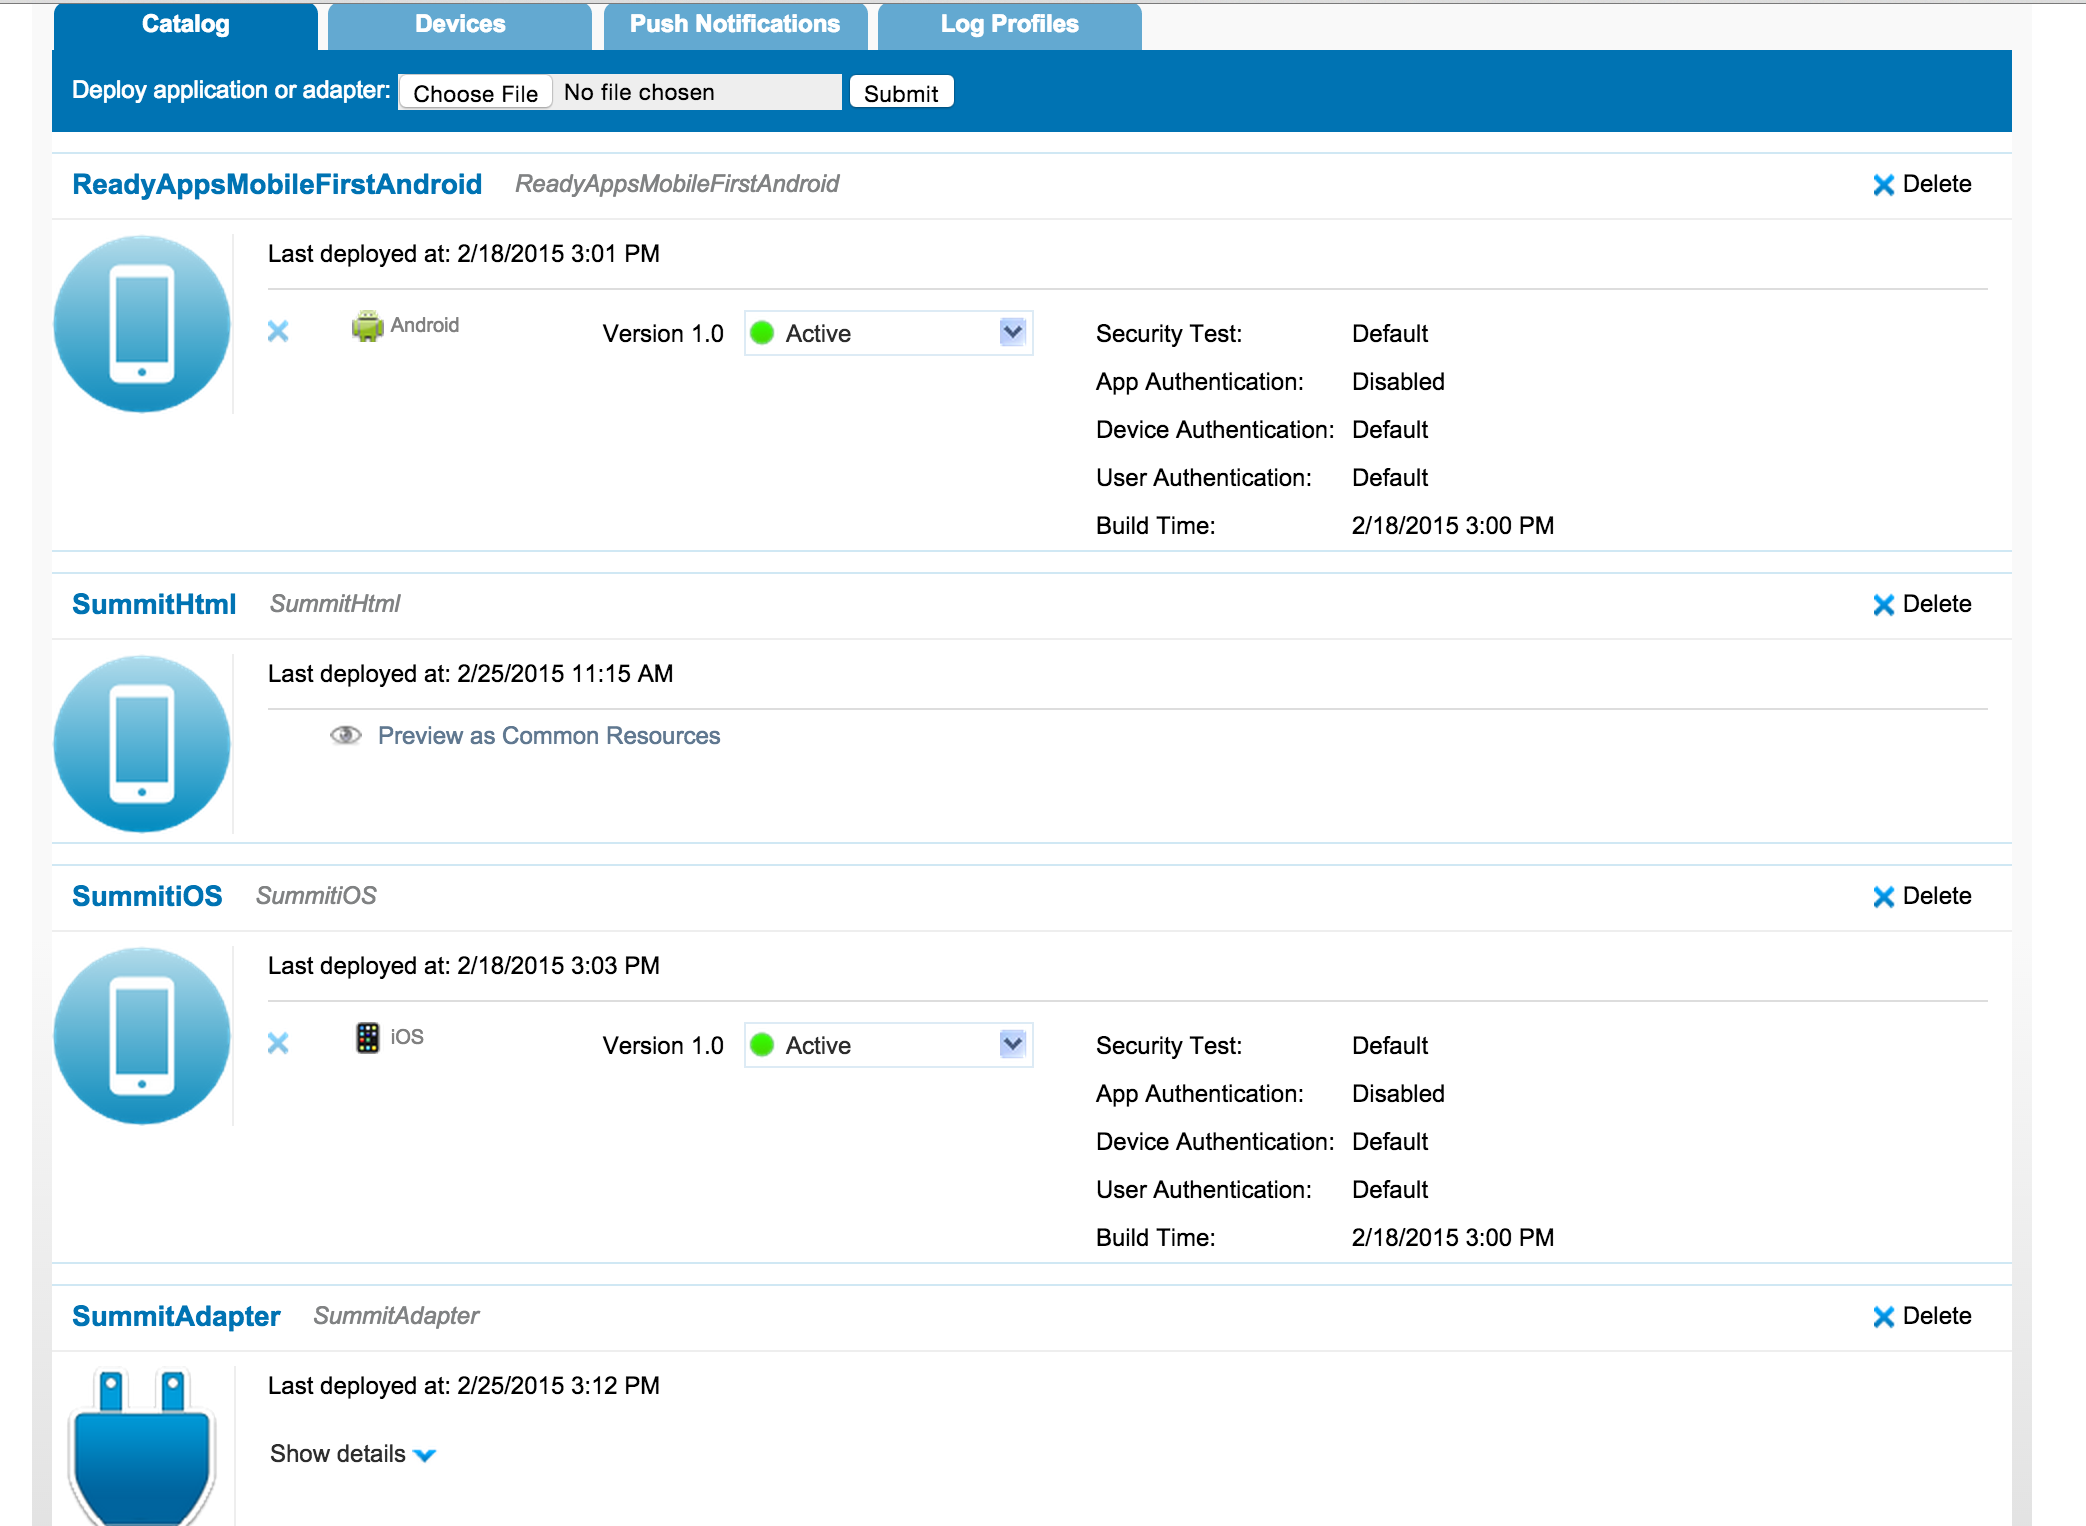 Catalog Devices Push Notifications Log Profiles
Deploy application or adapter: Choose File No file chosen Submit
ReadyAppsMobileFirstAndroid ReadyAppsMobileFirstAndroid Delete
Last deployed at: 2/18/2015 3:01 PM
Android Version 1.0 Active Security Test: Default
App Authentication: Disabled
Device Authentication: Default
User Authentication: Default
Build Time: 2/18/2015 3:00 PM
SummitHtml SummitHtml Delete
Last deployed at: 2/25/2015 11:15 AM
Preview as Common Resources
SummitiOS SummitiOS Delete
Last deployed at: 2/18/2015 3:03 PM
iOS Version 1.0 Active Security Test: Default
App Authentication: Disabled
Device Authentication: Default
User Authentication: Default
Build Time: 2/18/2015 3:00 PM
SummitAdapter SummitAdapter Delete
Last deployed at: 2/25/2015 3:12 PM
Show details